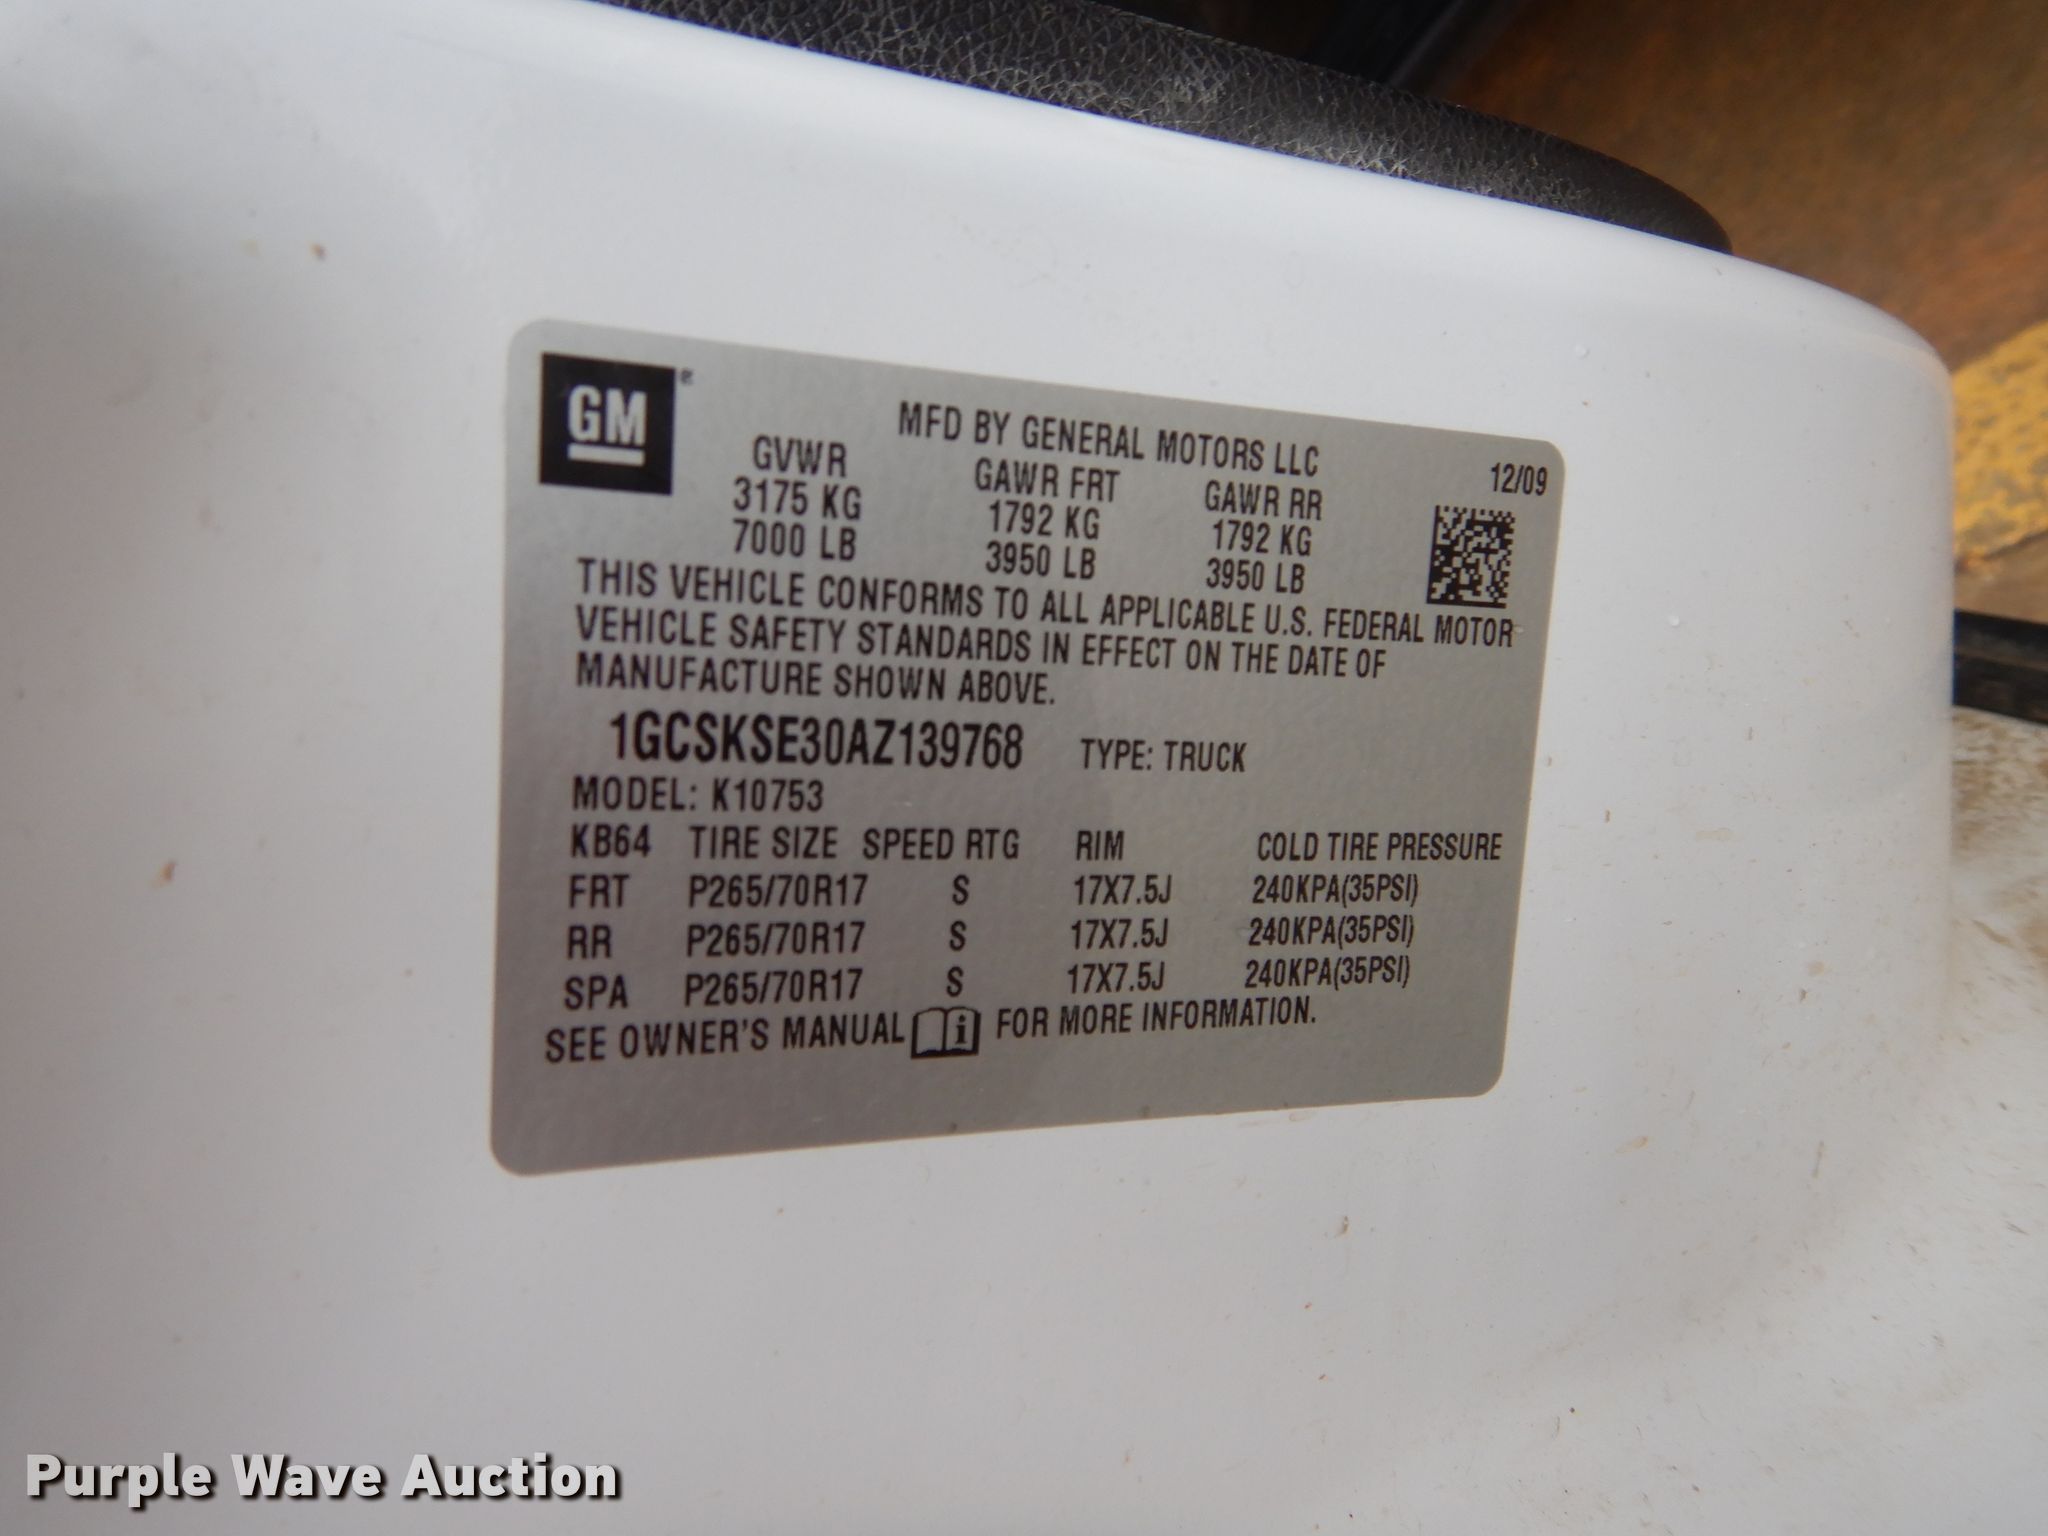 GM®
MFD BY GENERAL MOTORS LLC
12/09
GVWR GAWR FRT GAWR RR
3175 KG 1792 KG 1792 KG
7000 LB 3950 LB 3950 LB
THIS VEHICLE CONFORMS TO ALL APPLICABLE U.S. FEDERAL MOTOR
VEHICLE SAFETY STANDARDS IN EFFECT ON THE DATE OF
MANUFACTURE SHOWN ABOVE.
1GCSKSE30AZ139768 TYPE: TRUCK
MODEL: K10753
KB64 TIRE SIZE SPEED RTG RIM COLD TIRE PRESSURE
FRT P265/70R17 S 17X7.5J 240KPA(35PSI)
RR P265/70R17 S 17X7.5J 240KPA(35PSI)
SPA P265/70R17 S 17X7.5J 240KPA(35PSI)
SEE OWNER'S MANUAL i FOR MORE INFORMATION.
Purple Wave Auction